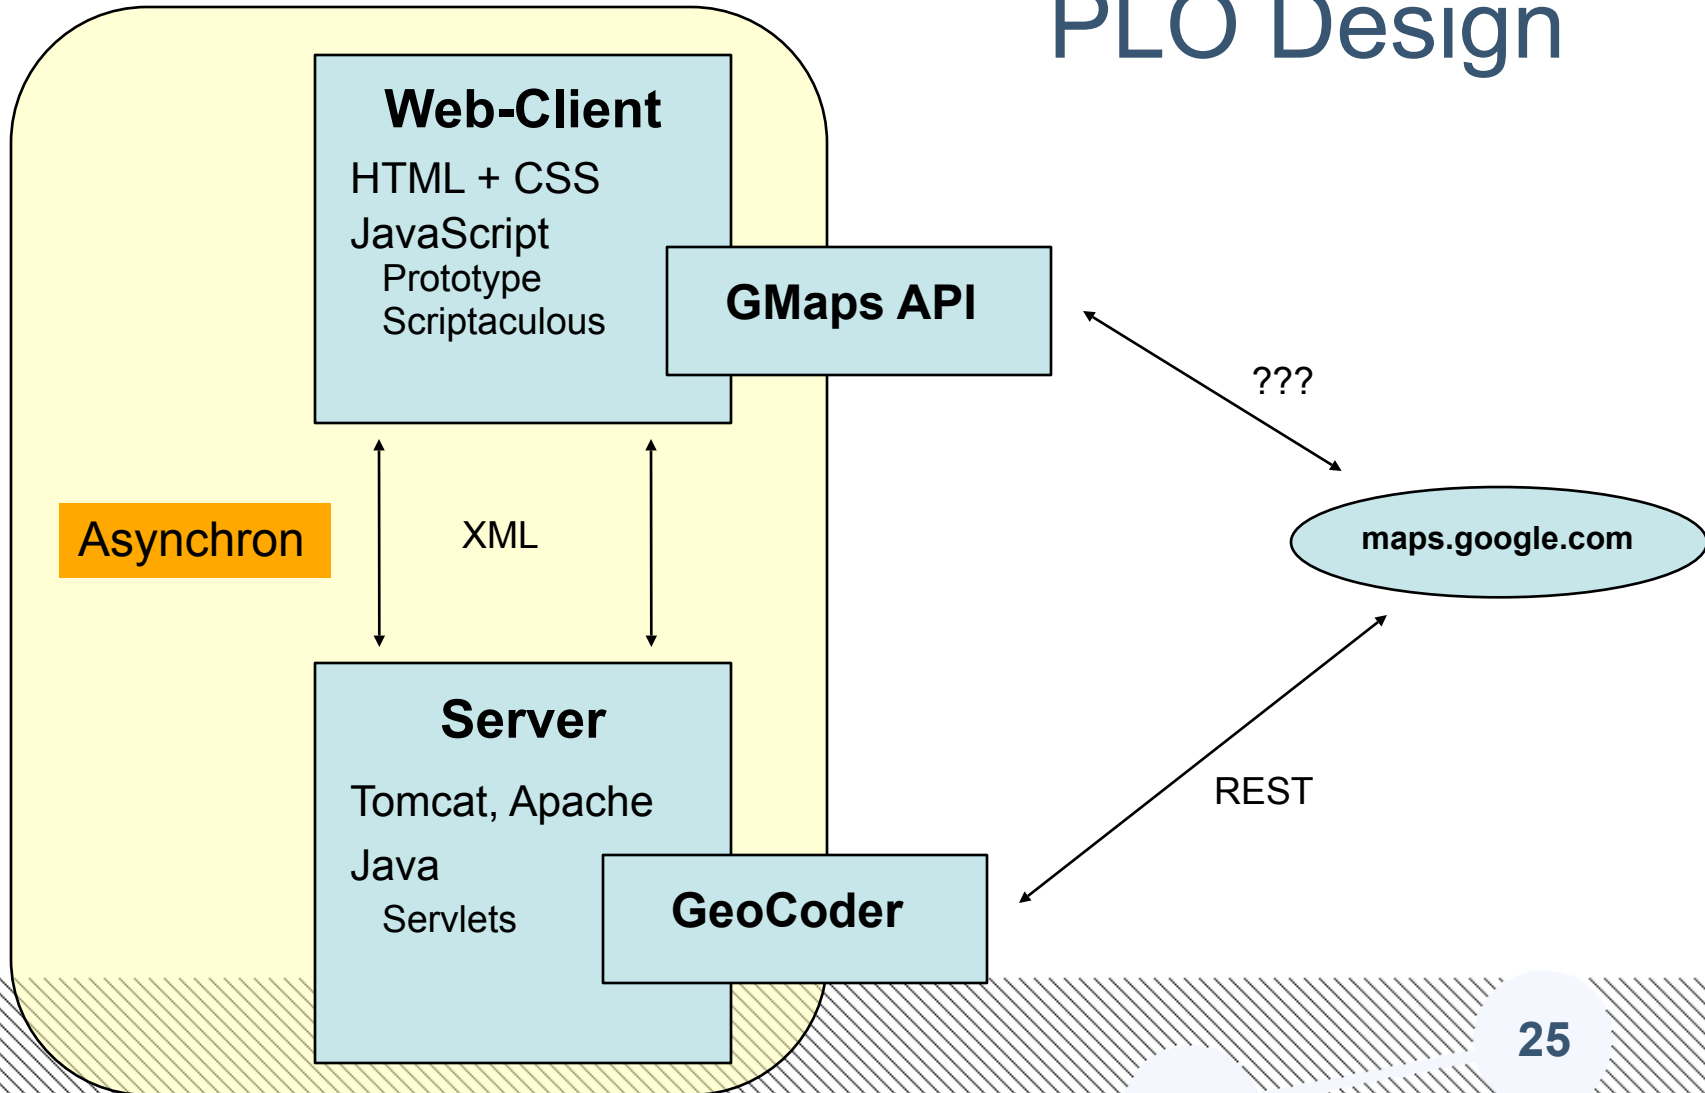 PLO Design
Web-Client
HTML + CSS
JavaScript
Prototype
Scriptaculous
GMaps API
???
Asynchron
XML
maps.google.com
Server
Tomcat, Apache
Java
Servlets
GeoCoder
REST
25